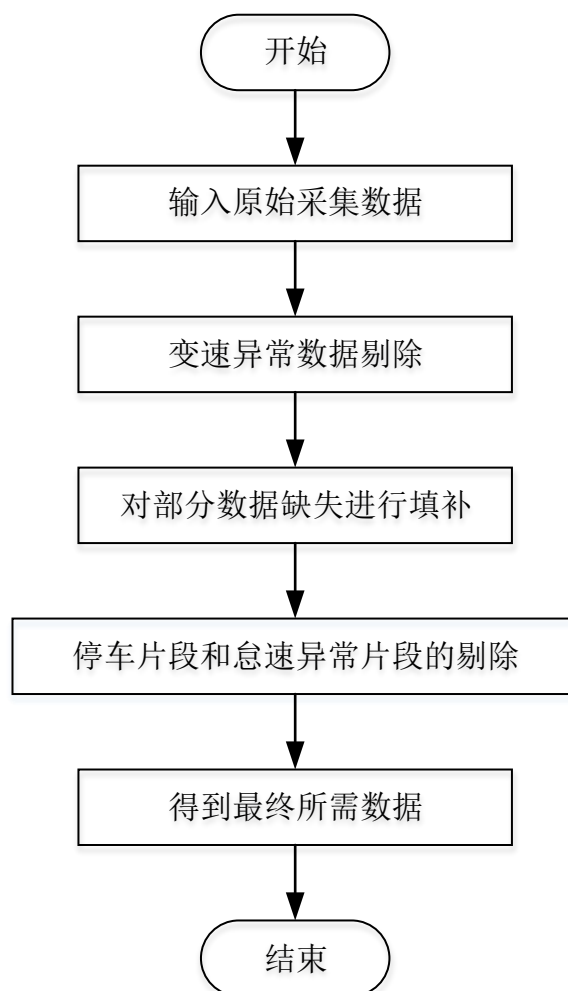 开始
输入原始采集数据
变速异常数据剔除
对部分数据缺失进行填补
停车片段和怠速异常片段的剔除
得到最终所需数据
结束